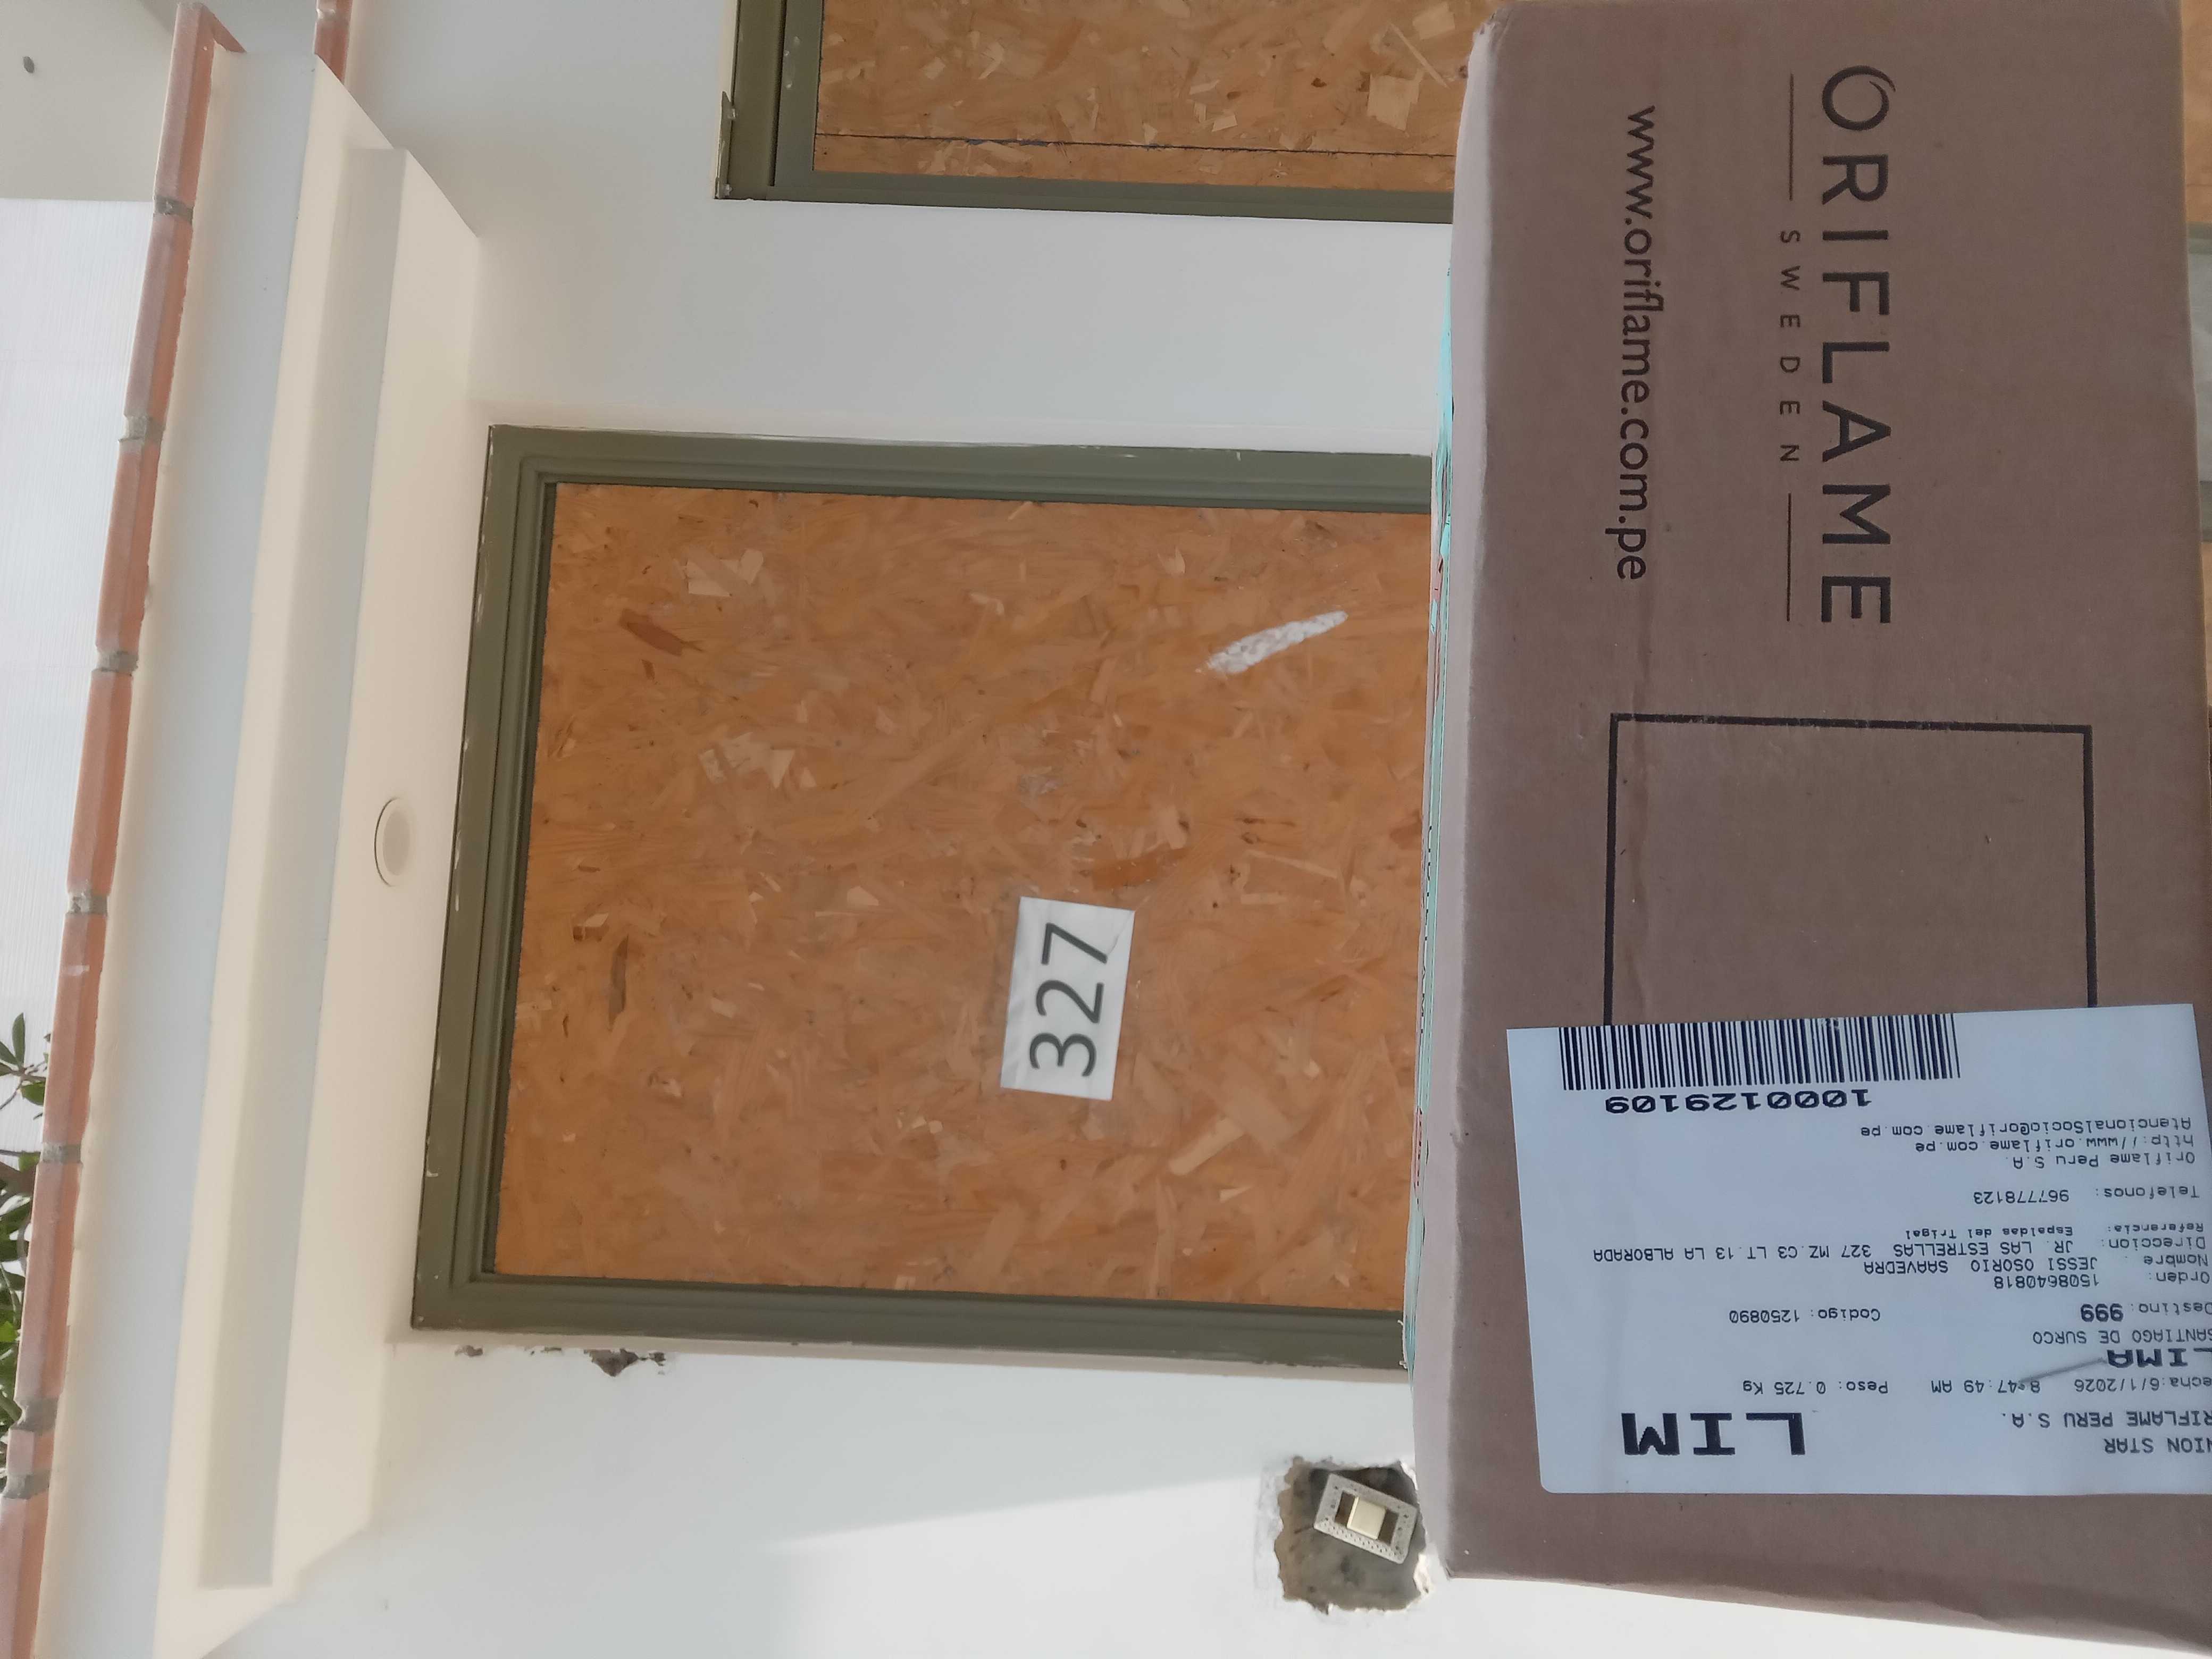 ORIFLAME
SWEDEN
www.oriflame.com.pe
327
NION STAR
RIFLAME PERU S.A.
LIM
echa:6/1/2026 8:47:49 AM Peso: 0.725 Kg
LIMA
SANTIAGO DE SURCO
Destino: 999 Codigo: 1250890
Orden: 1508640818
Nombre : JESSI OSORIO SAAVEDRA
Direccion: JR. LAS ESTRELLAS 327 MZ.C3 LT.13 LA ALBORADA
Referencia: Espaldas del Trigal
Telefonos: 967778123
Oriflame Peru S.A.
http://www.oriflame.com.pe
AtencionalSocio@oriflame.com.pe
1000129109